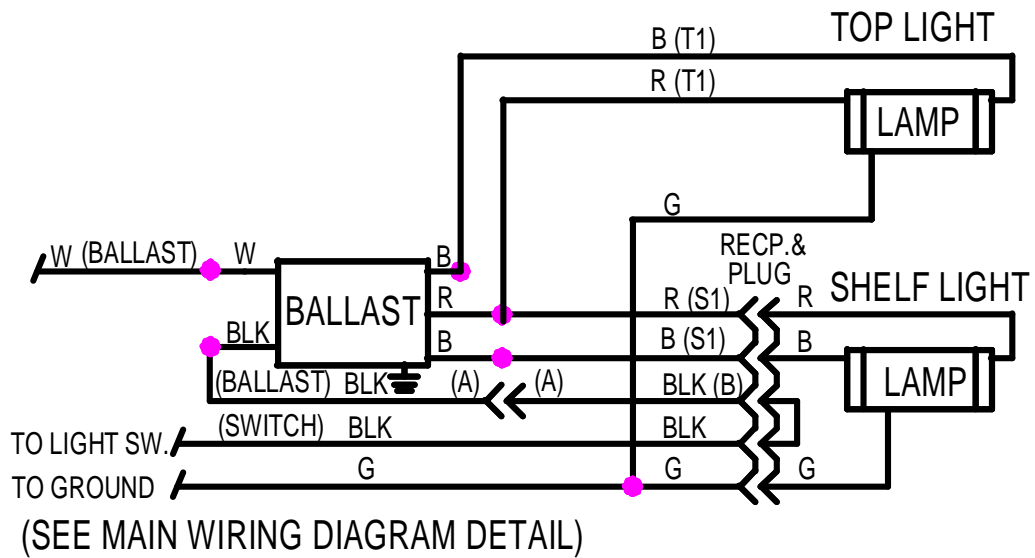 TOP LIGHT
B (T1)
R (T1)
LAMP
G
RECP.&
PLUG
W (BALLAST) W
B
BALLAST
R
R (S1)
R
SHELF LIGHT
BLK
B
B (S1)
B
LAMP
(BALLAST) BLK
(A)
(A)
BLK (B)
TO LIGHT SW.
(SWITCH) BLK
BLK
TO GROUND
G
G
G
(SEE MAIN WIRING DIAGRAM DETAIL)